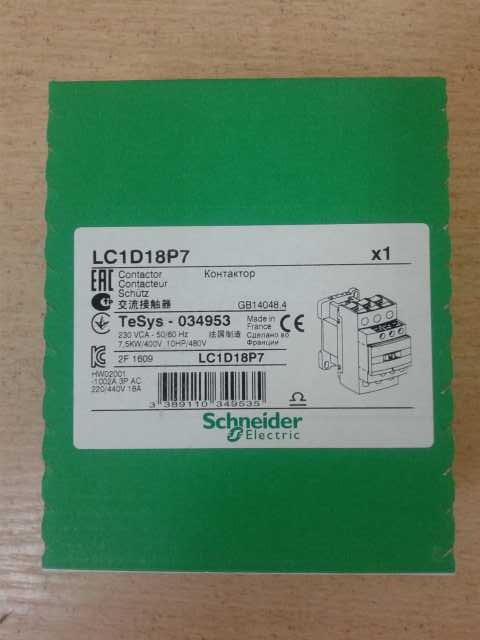 LC1D18P7 x1
EAC Contactor Контактор
Contacteur
Schütz
交流接触器 GB14048.4
TeSys - 034953 Made in France CE
230 VCA - 50/60 Hz 法国制造 Сделано во Франции
7,5KW/400V 10HP/480V
2F 1609 LC1D18P7
HW02001
-1002A 3P AC
220/440V 18A
3 389110 349535
Schneider
Electric